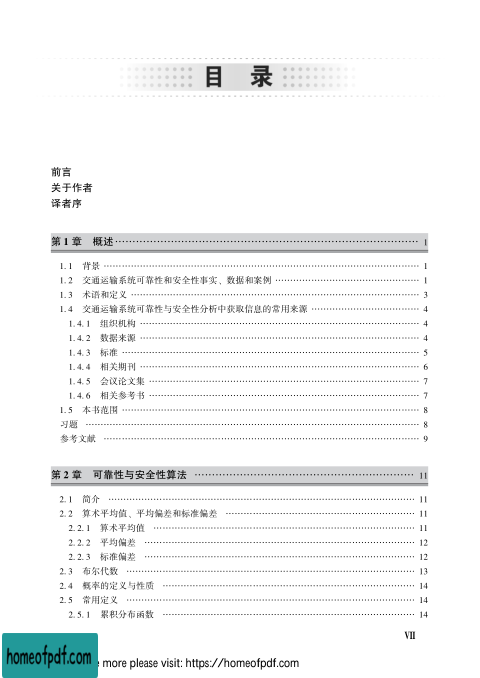 目 录
前言
关于作者
译者序
第 1 章 概述 …… 1
1. 1 背景 …… 1
1. 2 交通运输系统可靠性和安全性事实、数据和案例 …… 1
1. 3 术语和定义 …… 3
1. 4 交通运输系统可靠性与安全性分析中获取信息的常用来源 …… 4
1. 4. 1 组织机构 …… 4
1. 4. 2 数据来源 …… 4
1. 4. 3 标准 …… 5
1. 4. 4 相关期刊 …… 6
1. 4. 5 会议论文集 …… 7
1. 4. 6 相关参考书 …… 7
1. 5 本书范围 …… 8
习题 …… 8
参考文献 …… 9
第 2 章 可靠性与安全性算法 …… 11
2. 1 简介 …… 11
2. 2 算术平均值、平均偏差和标准偏差 …… 11
2. 2. 1 算术平均值 …… 11
2. 2. 2 平均偏差 …… 12
2. 2. 3 标准偏差 …… 12
2. 3 布尔代数 …… 13
2. 4 概率的定义与性质 …… 14
2. 5 常用定义 …… 14
2. 5. 1 累积分布函数 …… 14
VII
homeofpdf.com
more please visit: https://homeofpdf.com